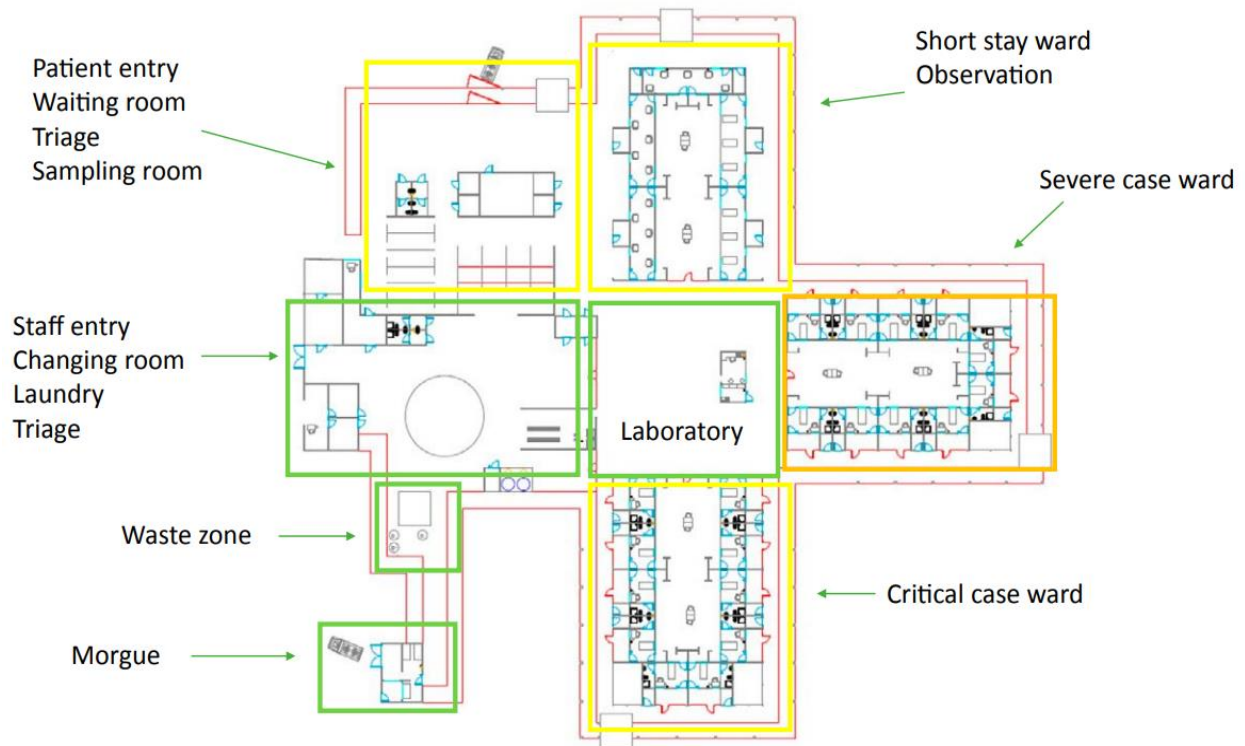 Patient entry
Waiting room
Triage
Sampling room
Short stay ward
Observation
Severe case ward
Staff entry
Changing room
Laundry
Triage
Laboratory
Waste zone
Critical case ward
Morgue